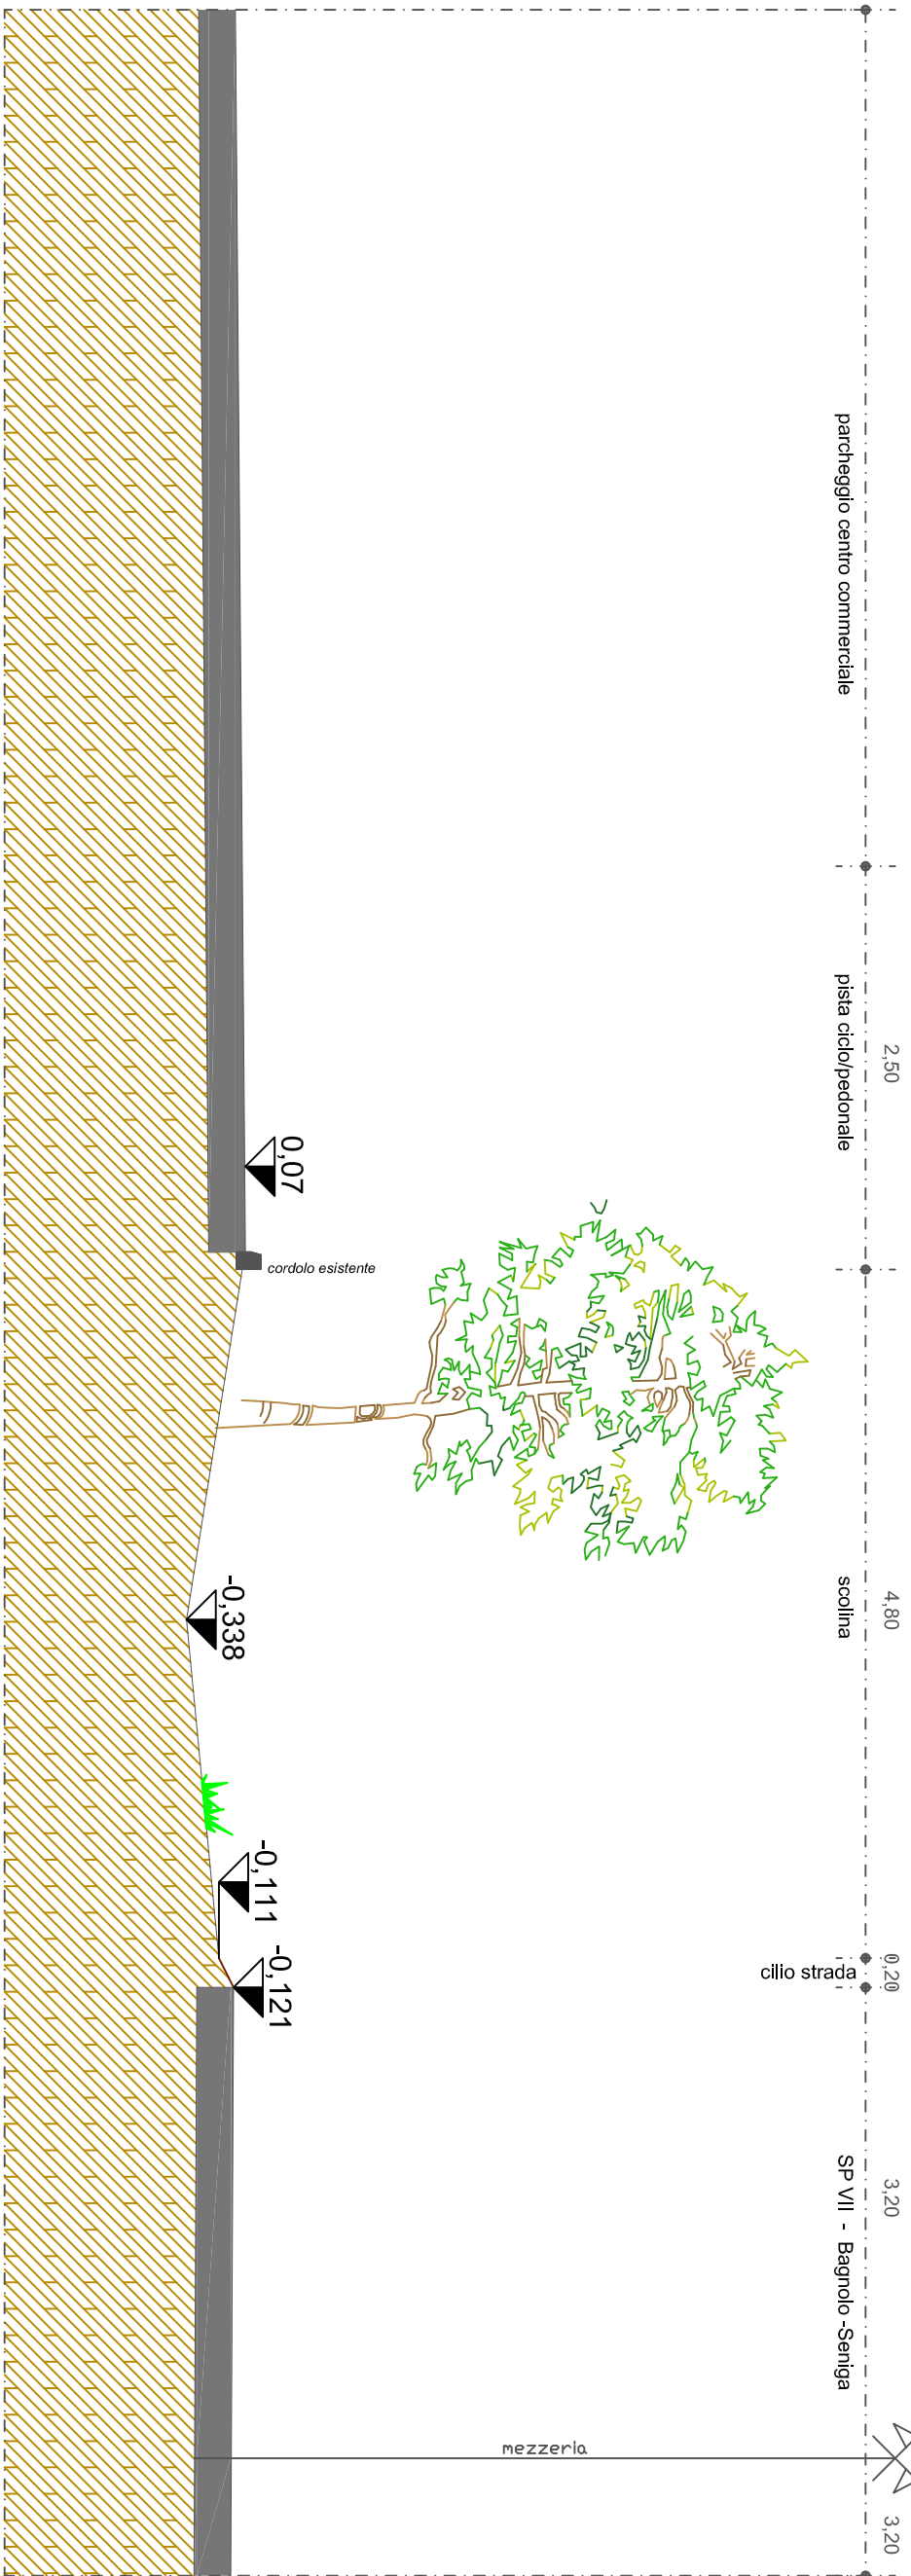 parcheggio centro commerciale
pista ciclo/pedonale
2,50
0,07
cordolo esistente
scolina
4,80
-0,338
-0,111
-0,121
cilio strada
0,20
SP VII - Bagnolo -Seniga
3,20
mezzeria
3,20